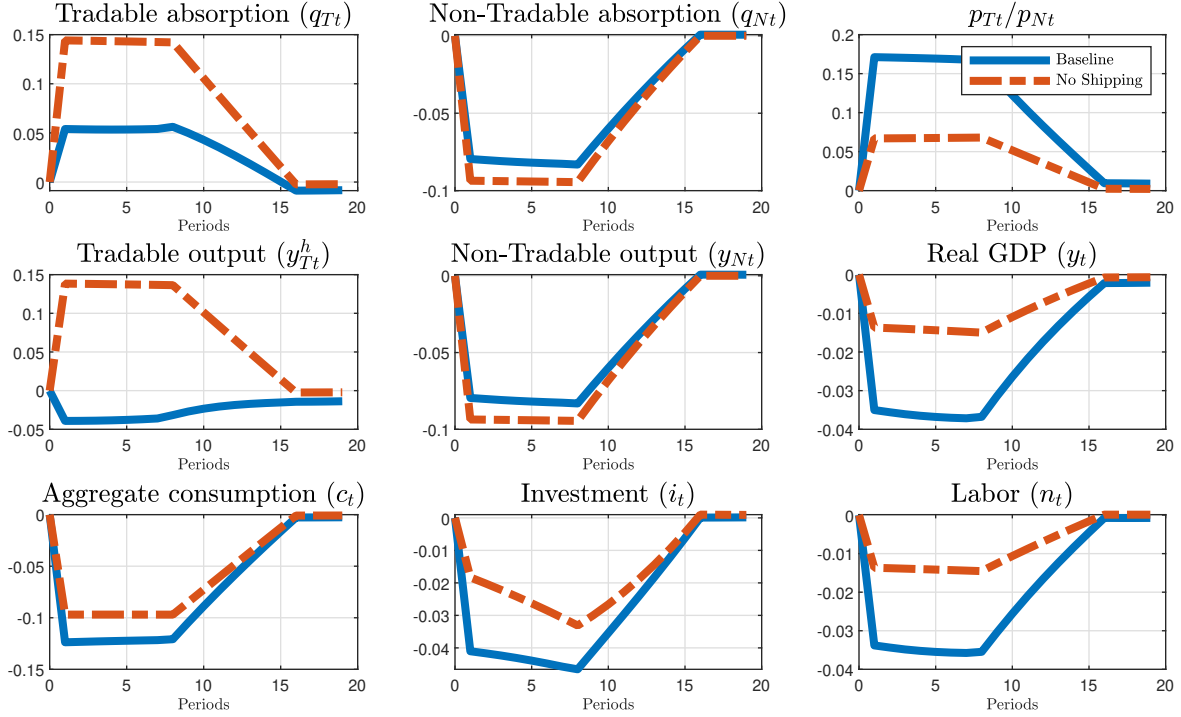 Tradable absorption (q_Tt)
0.15
0.1
0.05
0
0 5 10 15 20
Periods
Non-Tradable absorption (q_Nt)
0
-0.05
-0.1
0 5 10 15 20
Periods
p_Tt/p_Nt
0.2
0.15
0.1
0.05
0
0 5 10 15 20
Periods
Baseline
No Shipping
Tradable output (y^h_Tt)
0.15
0.1
0.05
0
-0.05
0 5 10 15 20
Periods
Non-Tradable output (y_Nt)
0
-0.05
-0.1
0 5 10 15 20
Periods
Real GDP (y_t)
0
-0.01
-0.02
-0.03
-0.04
0 5 10 15 20
Periods
Aggregate consumption (c_t)
0
-0.05
-0.1
-0.15
0 5 10 15 20
Periods
Investment (i_t)
0
-0.01
-0.02
-0.03
-0.04
0 5 10 15 20
Periods
Labor (n_t)
0
-0.01
-0.02
-0.03
-0.04
0 5 10 15 20
Periods